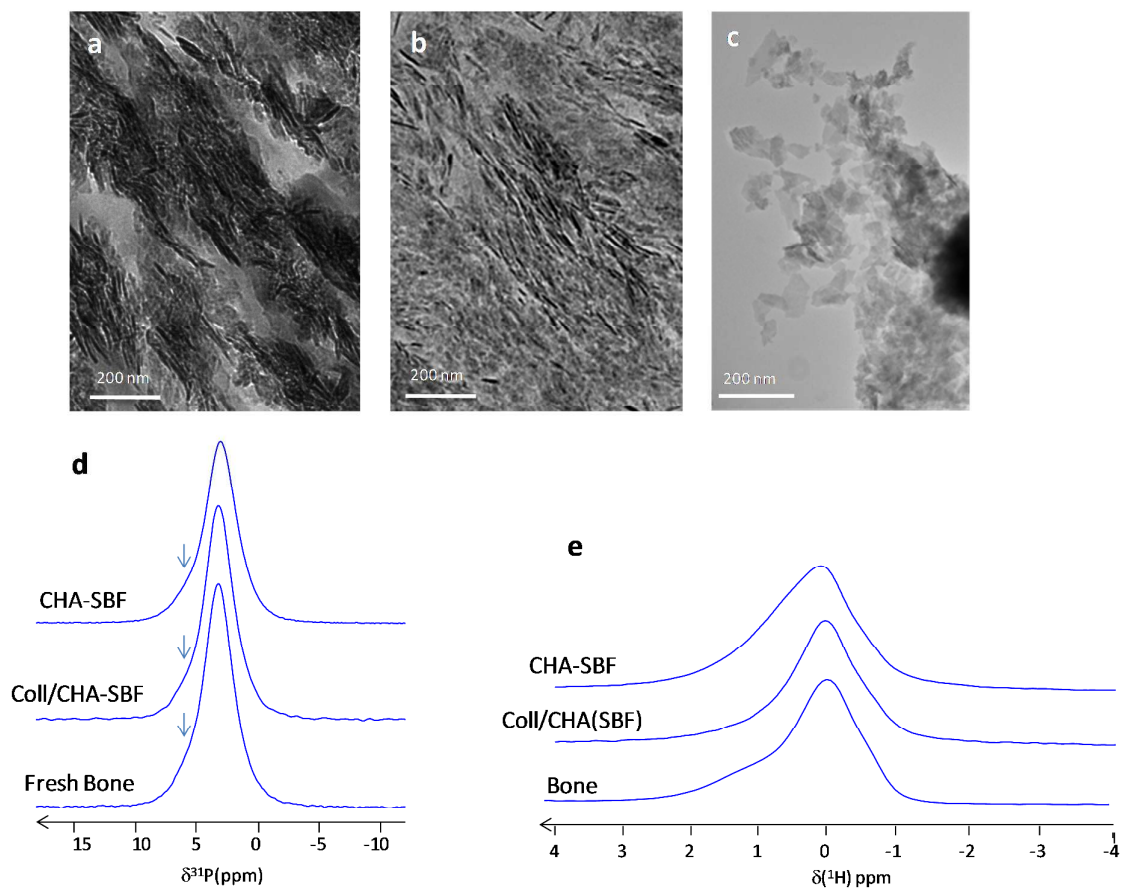 a
b
c
200 nm
200 nm
200 nm
d
e
CHA-SBF
Coll/CHA-SBF
Fresh Bone
15 10 5 0 -5 -10
δ³¹P(ppm)
CHA-SBF
Coll/CHA(SBF)
Bone
4 3 2 1 0 -1 -2 -3 -4
δ(¹H) ppm